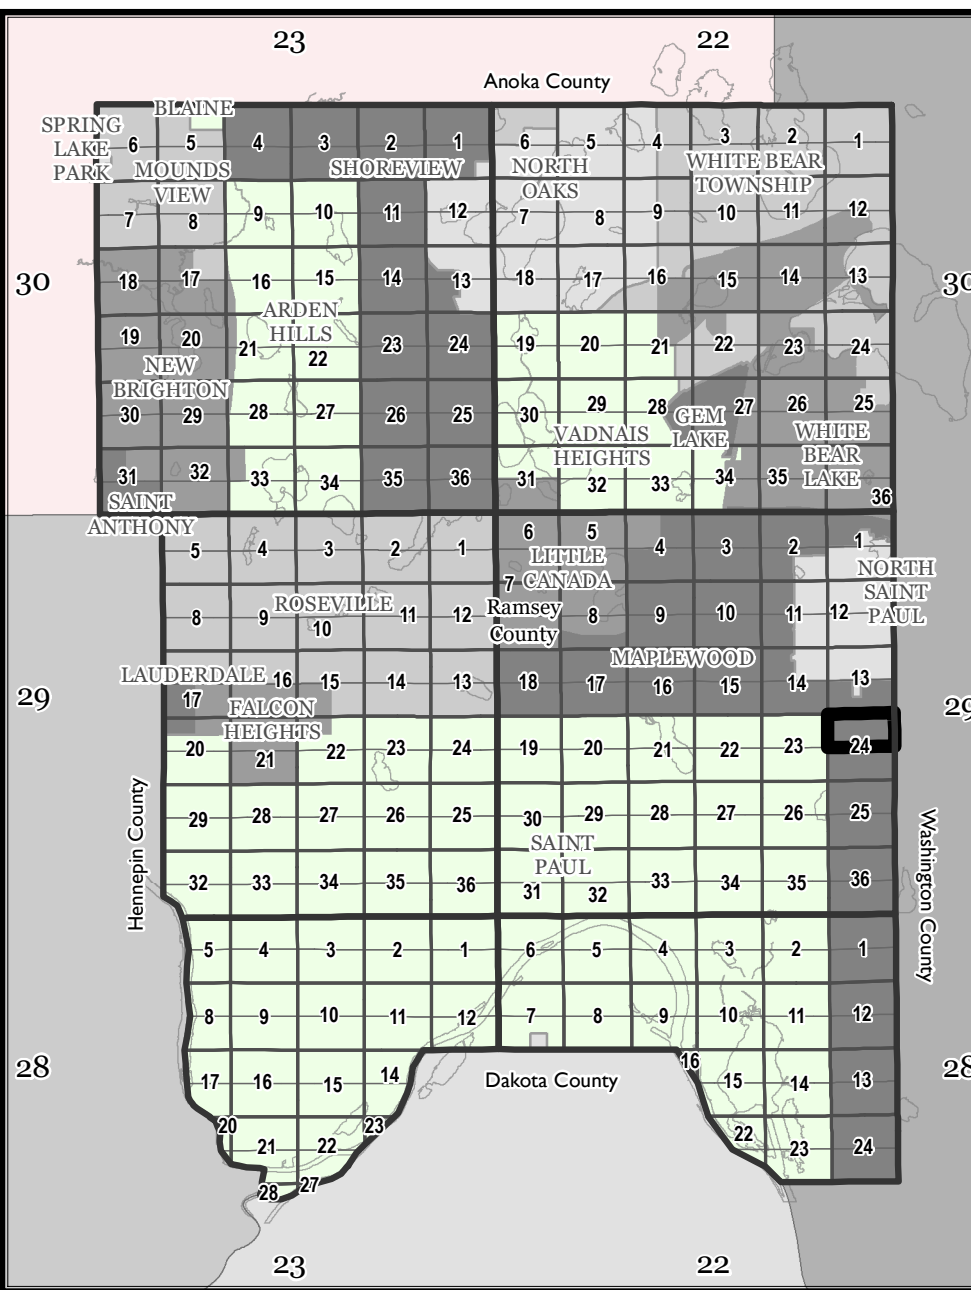 23 22
Anoka County
BLAINE
SPRING
LAKE
PARK
6 5 4 3 2 1 6 5 4 3 2 1
MOUNDS
VIEW
SHOREVIEW
NORTH
OAKS
WHITE BEAR
TOWNSHIP
7 8 9 10 11 12 7 8 9 10 11 12
30 18 17 16 15 14 13 18 17 16 15 14 13 30
ARDEN
HILLS
19 20 21 22 23 24 19 20 21 22 23 24
NEW
BRIGHTON
30 29 28 27 26 25 30 29 28 27 26 25
GEM
LAKE
VADNAIS
HEIGHTS
WHITE
BEAR
LAKE
31 32 33 34 35 36 31 32 33 34 35 36
SAINT
ANTHONY
5 4 3 2 1 6 5 4 3 2 1
LITTLE
CANADA
NORTH
SAINT
PAUL
ROSEVILLE
8 9 10 11 12 7 8 9 10 11 12
Ramsey
County
MAPLEWOOD
LAUDERDALE
29 17 16 15 14 13 18 17 16 15 14 13 29
FALCON
HEIGHTS
20 21 22 23 24 19 20 21 22 23 24
Hennepin County
29 28 27 26 25 30 29 28 27 26 25
Washington County
SAINT
PAUL
32 33 34 35 36 31 32 33 34 35 36
5 4 3 2 1 6 5 4 3 2 1
8 9 10 11 12 7 8 9 10 11 12
28 17 16 15 14 16 15 14 13 28
Dakota County
20 21 22 23 22 23 24
28 27
23 22